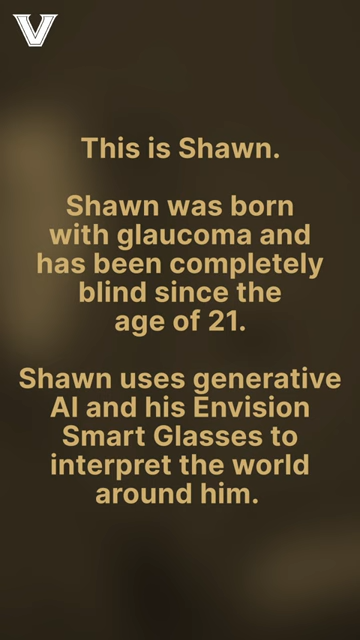 V
This is Shawn.
Shawn was born
with glaucoma and
has been completely
blind since the
age of 21.
Shawn uses generative
AI and his Envision
Smart Glasses to
interpret the world
around him.